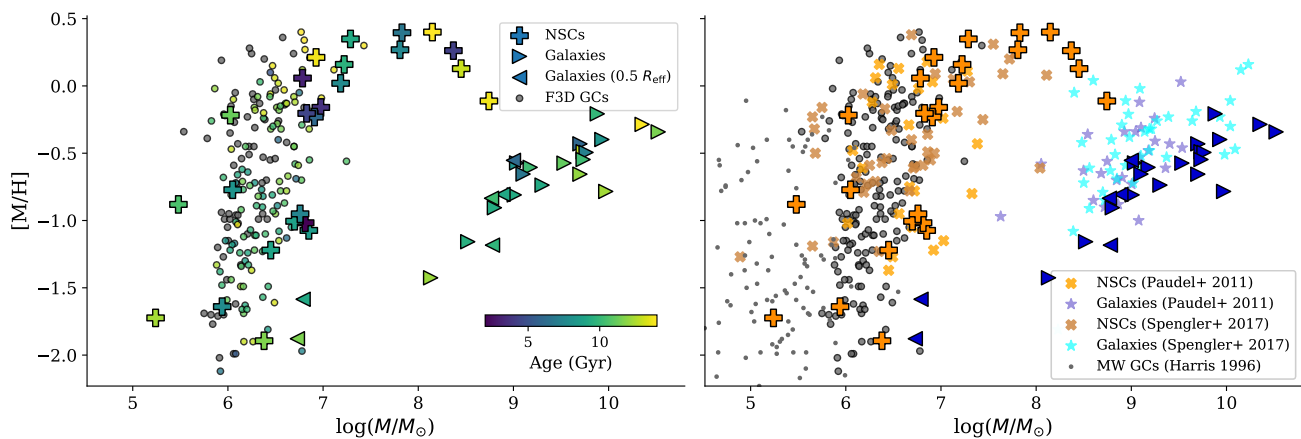 0.5
0.0
−0.5
−1.0
−1.5
−2.0
[M/H]
NSCs
Galaxies
Galaxies (0.5 Reff)
F3D GCs
5
10
Age (Gyr)
5
6
7
8
9
10
log(M/M⊙)
NSCs (Paudel+ 2011)
Galaxies (Paudel+ 2011)
NSCs (Spengler+ 2017)
Galaxies (Spengler+ 2017)
MW GCs (Harris 1996)
5
6
7
8
9
10
log(M/M⊙)